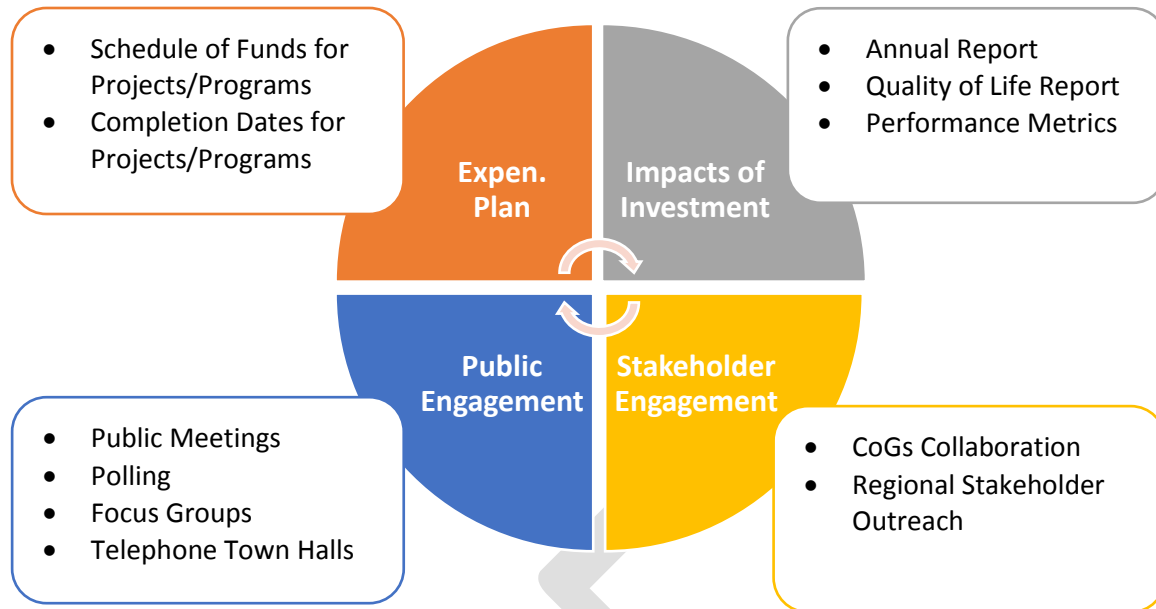 • Schedule of Funds for
Projects/Programs
• Completion Dates for
Projects/Programs
• Annual Report
• Quality of Life Report
• Performance Metrics
Expen.
Plan
Impacts of
Investment
Public
Engagement
Stakeholder
Engagement
• Public Meetings
• Polling
• Focus Groups
• Telephone Town Halls
• CoGs Collaboration
• Regional Stakeholder
Outreach